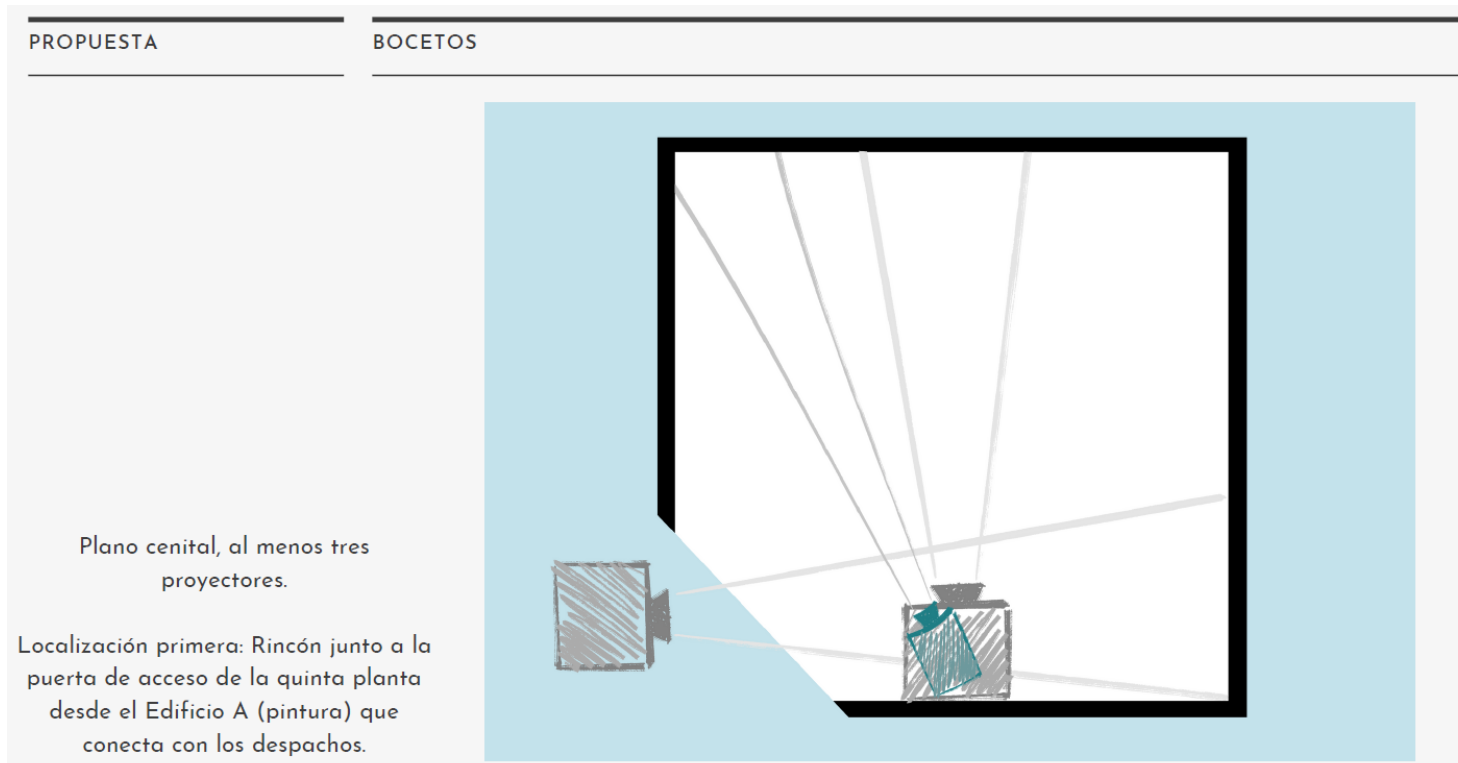 PROPUESTA
BOCETOS
Plano cenital, al menos tres
proyectores.
Localización primera: Rincón junto a la
puerta de acceso de la quinta planta
desde el Edificio A (pintura) que
conecta con los despachos.